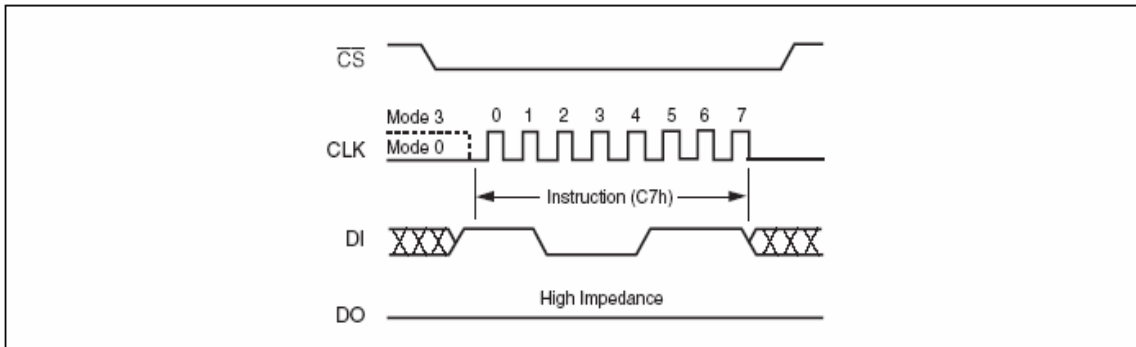 CS
Mode 3
0 1 2 3 4 5 6 7
CLK
Mode 0
Instruction (C7h)
DI
High Impedance
DO